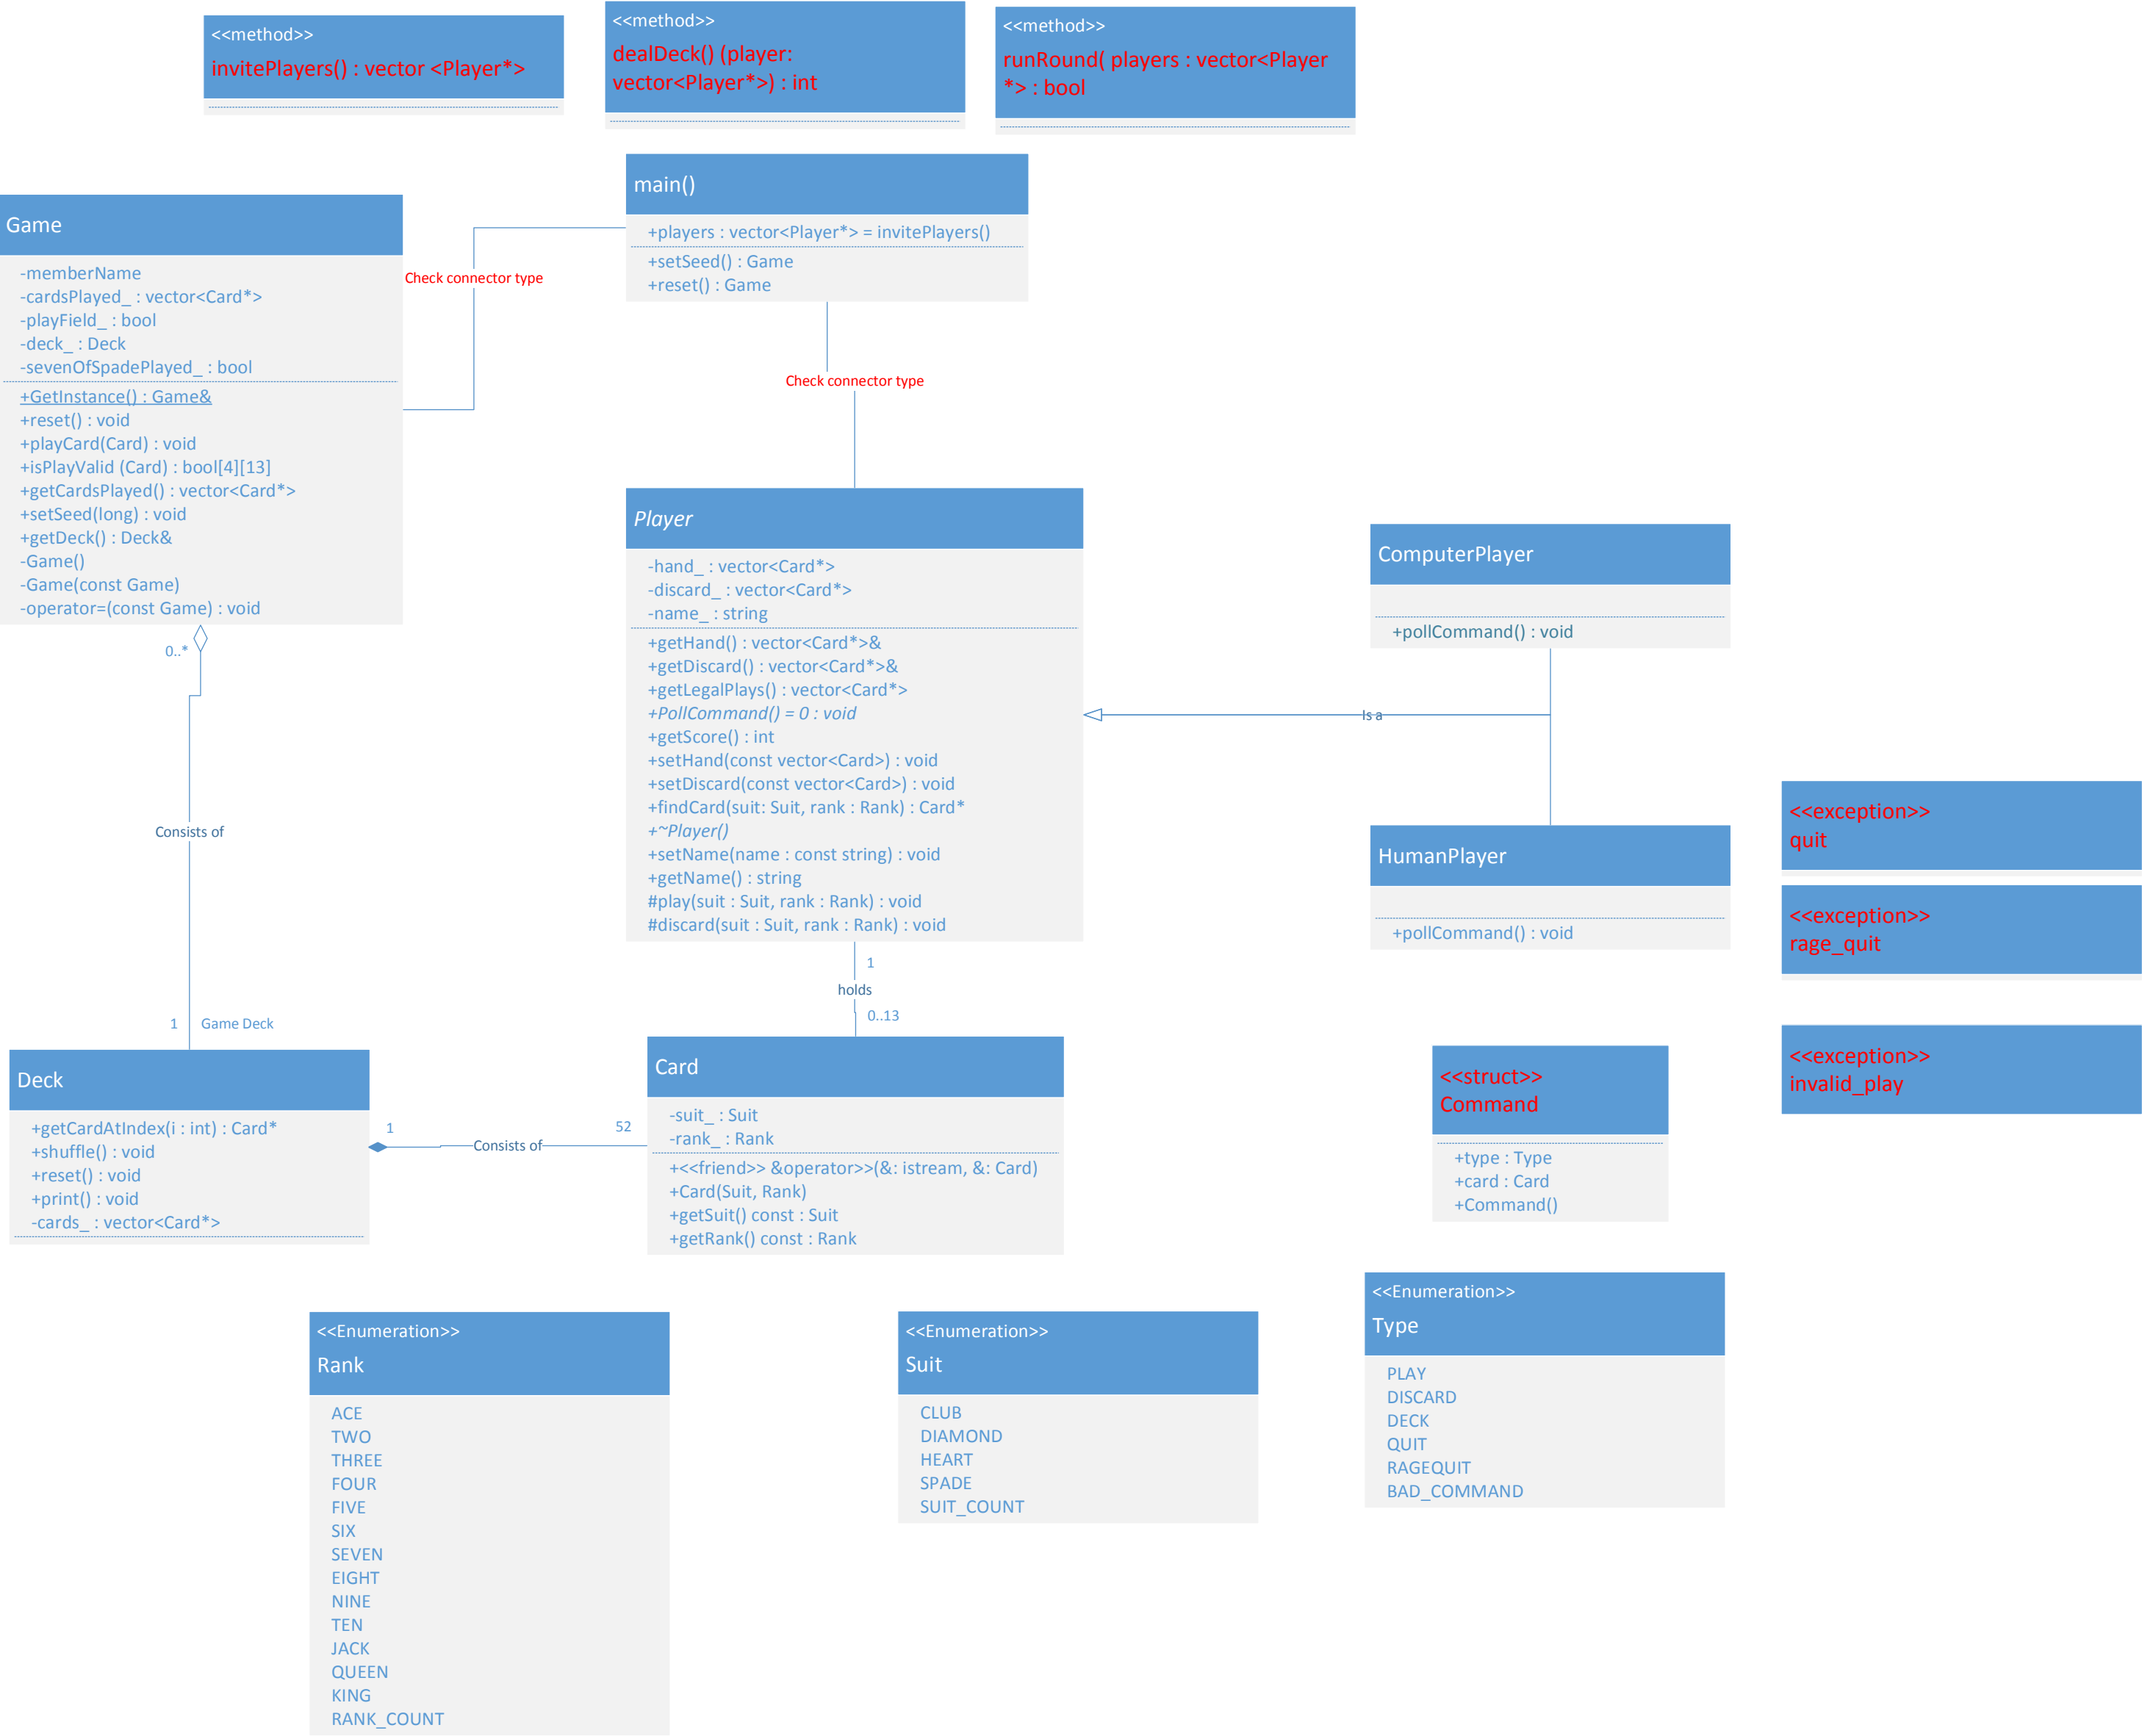 <<method>>
invitePlayers() : vector <Player*>
<<method>>
dealDeck() (player:
vector<Player*>) : int
<<method>>
runRound( players : vector<Player
*> : bool
main()
+players : vector<Player*> = invitePlayers()
+setSeed() : Game
+reset() : Game
Game
-memberName
-cardsPlayed_ : vector<Card*>
-playField_ : bool
-deck_ : Deck
-sevenOfSpadePlayed_ : bool
+GetInstance() : Game&
+reset() : void
+playCard(Card) : void
+isPlayValid (Card) : bool[4][13]
+getCardsPlayed() : vector<Card*>
+setSeed(long) : void
+getDeck() : Deck&
-Game()
-Game(const Game)
-operator=(const Game) : void
Check connector type
Check connector type
Player
-hand_ : vector<Card*>
-discard_ : vector<Card*>
-name_ : string
+getHand() : vector<Card*>&
+getDiscard() : vector<Card*>&
+getLegalPlays() : vector<Card*>
+PollCommand() = 0 : void
+getScore() : int
+setHand(const vector<Card>) : void
+setDiscard(const vector<Card>) : void
+findCard(suit: Suit, rank : Rank) : Card*
+~Player()
+setName(name : const string) : void
+getName() : string
#play(suit : Suit, rank : Rank) : void
#discard(suit : Suit, rank : Rank) : void
ComputerPlayer
+pollCommand() : void
Is a
HumanPlayer
+pollCommand() : void
<<exception>>
quit
<<exception>>
rage_quit
<<exception>>
invalid_play
0..*
Consists of
1
Game Deck
1
holds
0..13
Deck
+getCardAtIndex(i : int) : Card*
+shuffle() : void
+reset() : void
+print() : void
-cards_ : vector<Card*>
1
Consists of
52
Card
-suit_ : Suit
-rank_ : Rank
+<<friend>> &operator>>(&: istream, &: Card)
+Card(Suit, Rank)
+getSuit() const : Suit
+getRank() const : Rank
<<struct>>
Command
+type : Type
+card : Card
+Command()
<<Enumeration>>
Rank
ACE
TWO
THREE
FOUR
FIVE
SIX
SEVEN
EIGHT
NINE
TEN
JACK
QUEEN
KING
RANK_COUNT
<<Enumeration>>
Suit
CLUB
DIAMOND
HEART
SPADE
SUIT_COUNT
<<Enumeration>>
Type
PLAY
DISCARD
DECK
QUIT
RAGEQUIT
BAD_COMMAND